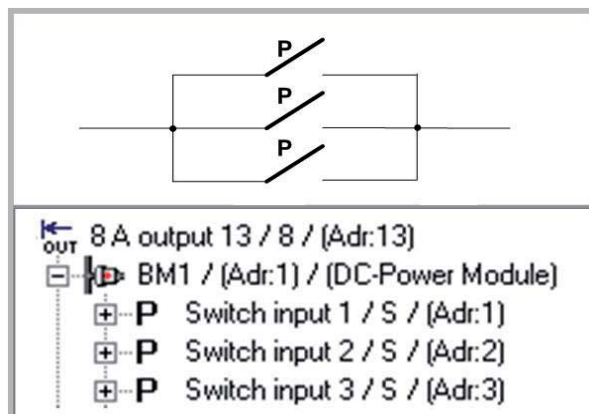 P
P
P
OUT 8 A output 13 / 8 / (Adr:13)
BM1 / (Adr:1) / (DC-Power Module)
P Switch input 1 / S / (Adr:1)
P Switch input 2 / S / (Adr:2)
P Switch input 3 / S / (Adr:3)